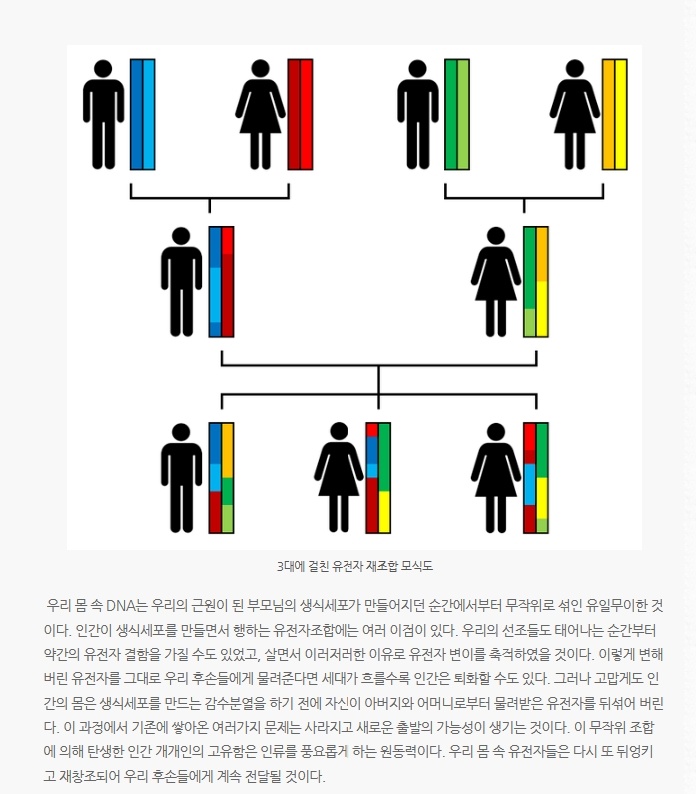 3대에 걸친 유전자 재조합 모식도
우리 몸 속 DNA는 우리의 근원이 된 부모님의 생식세포가 만들어지던 순간에서부터 무작위로 섞인 유일무이한 것
이다. 인간이 생식세포를 만들면서 행하는 유전자조합에는 여러 이점이 있다. 우리의 선조들도 태어나는 순간부터
약간의 유전자 결함을 가질 수도 있었고, 살면서 이러저러한 이유로 유전자 변이를 축적하였을 것이다. 이렇게 변해
버린 유전자를 그대로 우리 후손들에게 물려준다면 세대가 흐를수록 인간은 퇴화할 수도 있다. 그러나 고맙게도 인
간의 몸은 생식세포를 만드는 감수분열을 하기 전에 자신이 아버지와 어머니로부터 물려받은 유전자를 뒤섞어 버린
다. 이 과정에서 기존에 쌓아온 여러가지 문제는 사라지고 새로운 출발의 가능성이 생기는 것이다. 이 무작위 조합
에 의해 탄생한 인간 개개인의 고유함은 인류를 풍요롭게 하는 원동력이다. 우리 몸 속 유전자들은 다시 또 뒤엉키
고 재창조되어 우리 후손들에게 계속 전달될 것이다.